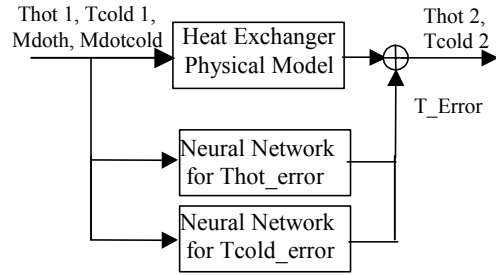 Thot 1, Tcold 1,
Mdoth, Mdotcold
Heat Exchanger
Physical Model
Thot 2,
Tcold 2
T_Error
Neural Network
for Thot_error
Neural Network
for Tcold_error